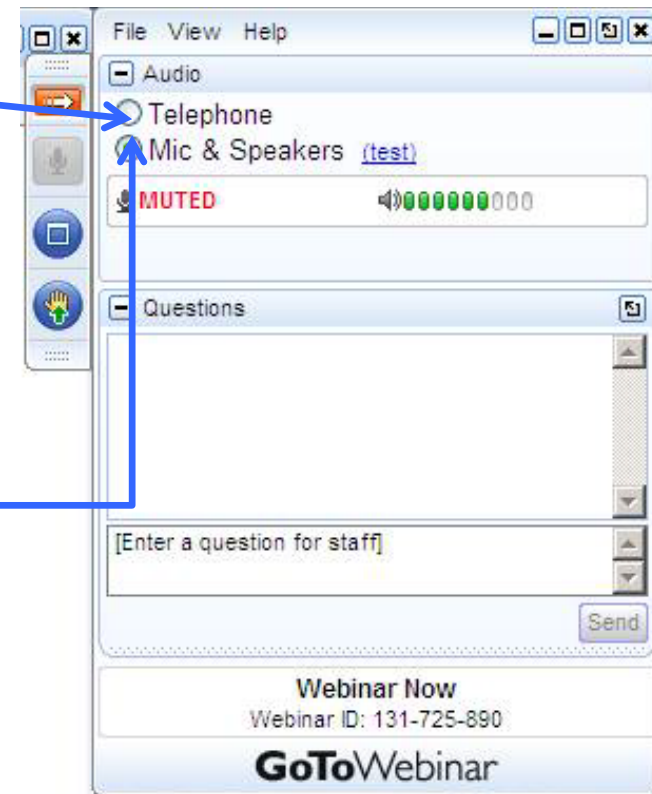 File View Help
Audio
Telephone
Mic & Speakers (test)
MUTED
Questions
[Enter a question for staff]
Send
Webinar Now
Webinar ID: 131-725-890
GoToWebinar